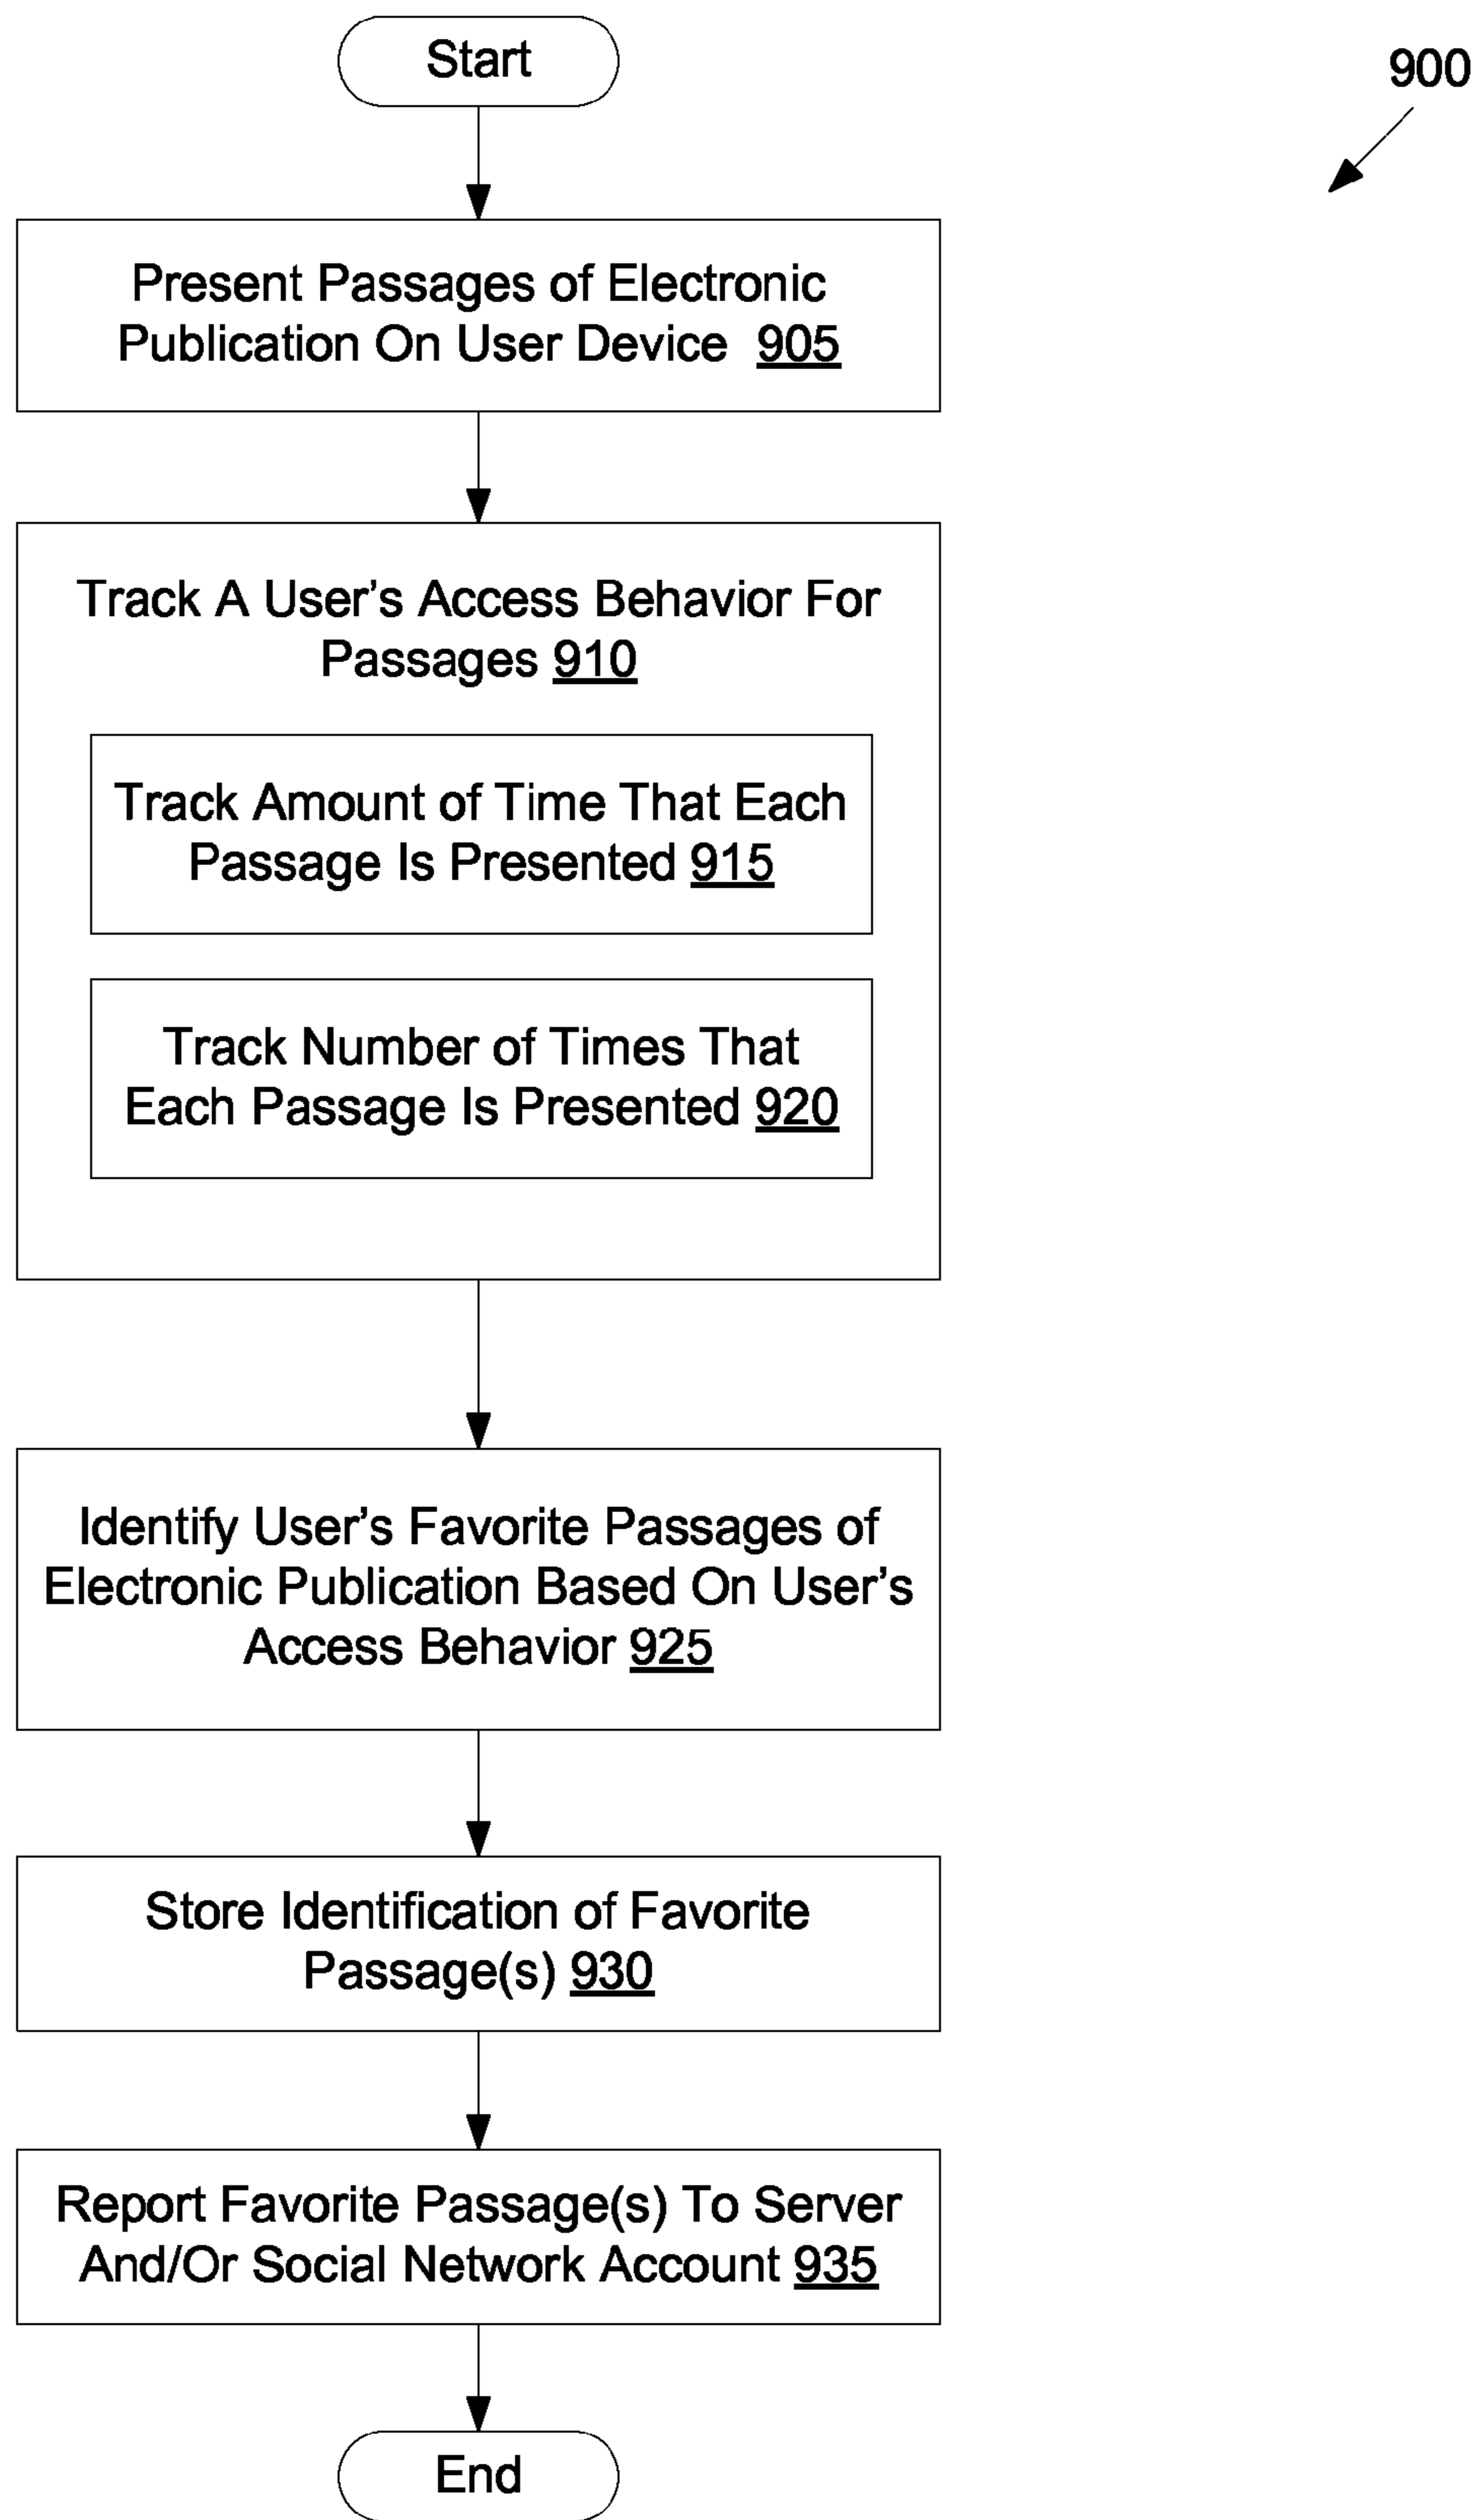 Start
900
Present Passages of Electronic
Publication On User Device 905
Track A User's Access Behavior For
Passages 910
Track Amount of Time That Each
Passage Is Presented 915
Track Number of Times That
Each Passage Is Presented 920
Identify User's Favorite Passages of
Electronic Publication Based On User's
Access Behavior 925
Store Identification of Favorite
Passage(s) 930
Report Favorite Passage(s) To Server
And/Or Social Network Account 935
End